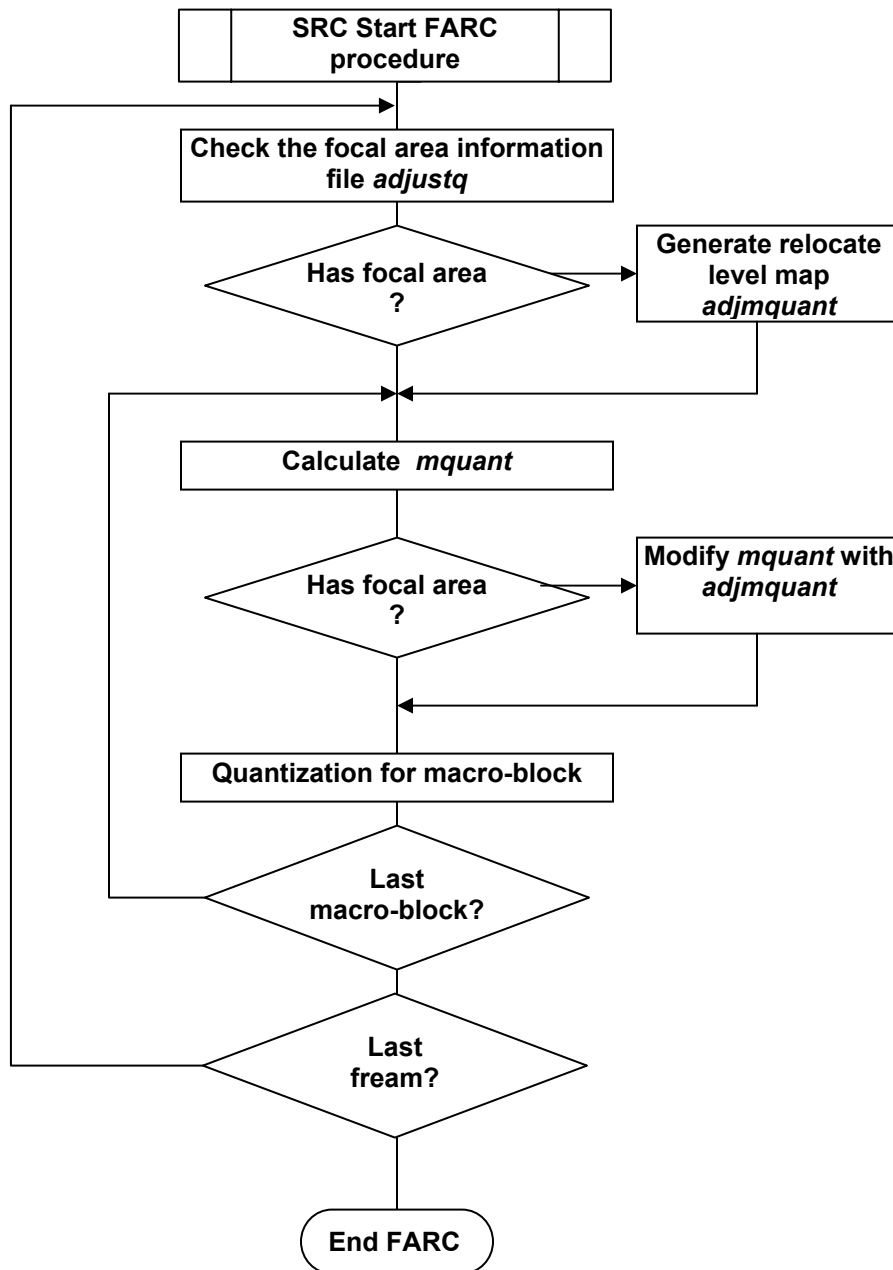 SRC Start FARC
procedure
Check the focal area information
file adjustq
Has focal area
?
Generate relocate
level map
adjmquant
Calculate mquant
Has focal area
?
Modify mquant with
adjmquant
Quantization for macro-block
Last
macro-block?
Last
fream?
End FARC